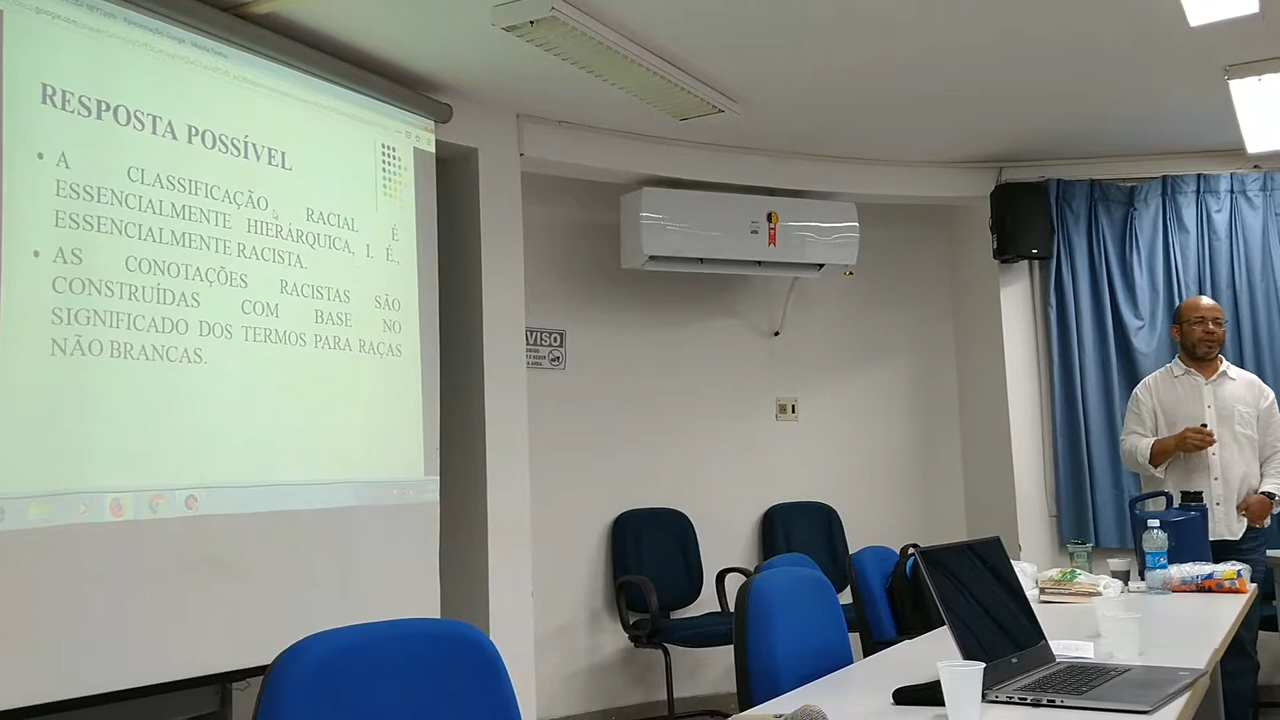 RESPOSTA POSSÍVEL
• A CLASSIFICAÇÃO RACIAL É
ESSENCIALMENTE HIERÁRQUICA, I. É.,
ESSENCIALMENTE RACISTA.
• AS CONOTAÇÕES RACISTAS SÃO
CONSTRUÍDAS COM BASE NO
SIGNIFICADO DOS TERMOS PARA RAÇAS
NÃO BRANCAS.
VISO